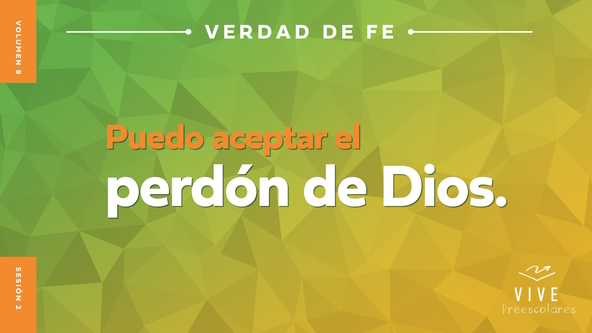 VERDAD DE FE
VOLUMEN 9
Puedo aceptar el
perdón de Dios.
SESIÓN 2
VIVE
Preescolares